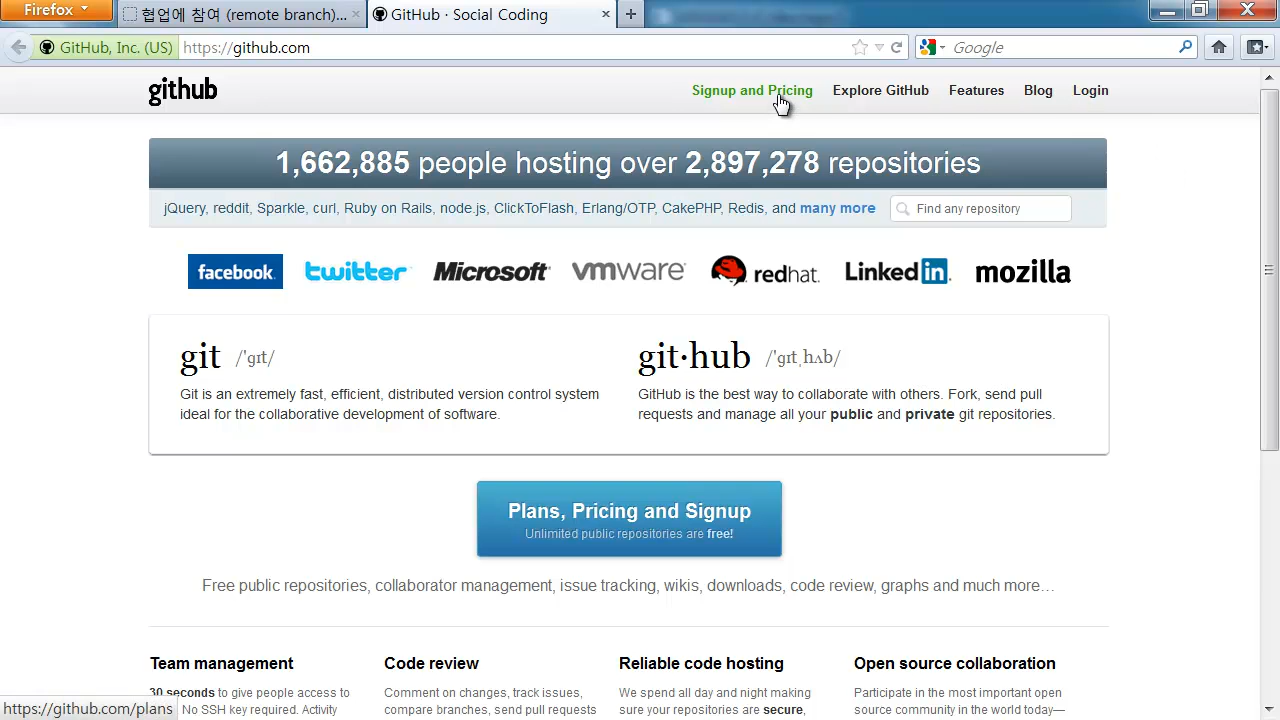 Firefox
협업에 참여 (remote branch)...
GitHub · Social Coding
GitHub, Inc. (US)
https://github.com
Google
github
Signup and Pricing
Explore GitHub
Features
Blog
Login
1,662,885 people hosting over 2,897,278 repositories
jQuery, reddit, Sparkle, curl, Ruby on Rails, node.js, ClickToFlash, Erlang/OTP, CakePHP, Redis, and many more
Find any repository
facebook
twitter
Microsoft
vmware
redhat.
Linked in
mozilla
git /ˈgɪt/
Git is an extremely fast, efficient, distributed version control system
ideal for the collaborative development of software.
git·hub /ˈgɪtˌhʌb/
GitHub is the best way to collaborate with others. Fork, send pull
requests and manage all your public and private git repositories.
Plans, Pricing and Signup
Unlimited public repositories are free!
Free public repositories, collaborator management, issue tracking, wikis, downloads, code review, graphs and much more…
Team management
30 seconds to give people access to
No SSH key required. Activity
Code review
Comment on changes, track issues,
compare branches, send pull requests
Reliable code hosting
We spend all day and night making
sure your repositories are secure,
Open source collaboration
Participate in the most important open
source community in the world today—
https://github.com/plans